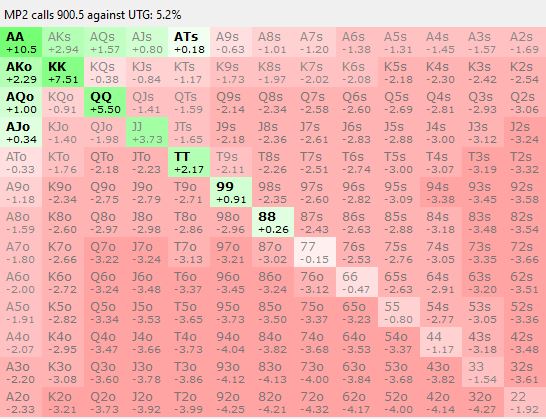 MP2 calls 900.5 against UTG: 5.2%
AA AKs AQs AJs ATs A9s A8s A7s A6s A5s A4s A3s A2s
+10.5 +2.94 +1.57 +0.80 +0.18 -0.63 -1.01 -1.20 -1.38 -1.31 -1.45 -1.57 -1.69
AKo KK KQs KJs KTs K9s K8s K7s K6s K5s K4s K3s K2s
+2.29 +7.51 -0.38 -0.84 -1.17 -1.73 -1.97 -2.02 -2.08 -2.18 -2.30 -2.42 -2.54
AQo KQo QQ QJs QTs Q9s Q8s Q7s Q6s Q5s Q4s Q3s Q2s
+1.00 -0.91 +5.50 -1.41 -1.59 -2.14 -2.34 -2.58 -2.60 -2.69 -2.81 -2.93 -3.06
AJo KJo QJo JJ JTs J9s J8s J7s J6s J5s J4s J3s J2s
+0.34 -1.40 -1.98 +3.73 -1.65 -2.18 -2.36 -2.61 -2.83 -2.88 -3.00 -3.12 -3.24
ATo KTo QTo JTo TT T9s T8s T7s T6s T5s T4s T3s T2s
-0.33 -1.76 -2.18 -2.23 +2.17 -2.11 -2.26 -2.51 -2.74 -3.00 -3.07 -3.19 -3.32
A9o K9o Q9o J9o T9o 99 98s 97s 96s 95s 94s 93s 92s
-1.18 -2.34 -2.75 -2.79 -2.71 +0.91 -2.35 -2.60 -2.82 -3.09 -3.38 -3.45 -3.58
A8o K8o Q8o J8o T8o 98o 88 87s 86s 85s 84s 83s 82s
-1.59 -2.60 -2.97 -2.98 -2.86 -2.96 +0.26 -2.43 -2.63 -2.88 -3.18 -3.48 -3.54
A7o K7o Q7o J7o T7o 97o 87o 77 76s 75s 74s 73s 72s
-1.80 -2.66 -3.22 -3.24 -3.13 -3.21 -3.02 -0.15 -2.53 -2.76 -3.05 -3.35 -3.66
A6o K6o Q6o J6o T6o 96o 86o 76o 66 65s 64s 63s 62s
-2.00 -2.72 -3.24 -3.48 -3.37 -3.45 -3.24 -3.12 -0.47 -2.63 -2.91 -3.20 -3.51
A5o K5o Q5o J5o T5o 95o 85o 75o 65o 55 54s 53s 52s
-1.91 -2.82 -3.34 -3.53 -3.65 -3.73 -3.50 -3.37 -3.23 -0.80 -2.77 -3.05 -3.36
A4o K4o Q4o J4o T4o 94o 84o 74o 64o 54o 44 43s 42s
-2.07 -2.95 -3.47 -3.66 -3.73 -4.04 -3.82 -3.68 -3.53 -3.37 -1.17 -3.18 -3.48
A3o K3o Q3o J3o T3o 93o 83o 73o 63o 53o 43o 33 32s
-2.20 -3.08 -3.60 -3.78 -3.86 -4.12 -4.13 -4.00 -3.84 -3.68 -3.82 -1.54 -3.61
A2o K2o Q2o J2o T2o 92o 82o 72o 62o 52o 42o 32o 22
-2.33 -3.21 -3.73 -3.92 -3.99 -4.25 -4.21 -4.32 -4.17 -4.00 -4.14 -4.27 -1.92